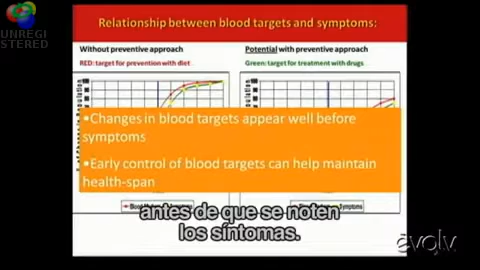 UNREGI
STERED
Relationship between blood targets and symptoms:
Without preventive approach
Potential with preventive approach
RED: target for prevention with diet
Green: target for treatment with drugs
•Changes in blood targets appear well before
symptoms
•Early control of blood targets can help maintain
health-span
antes de que se noten
los síntomas.
evolv